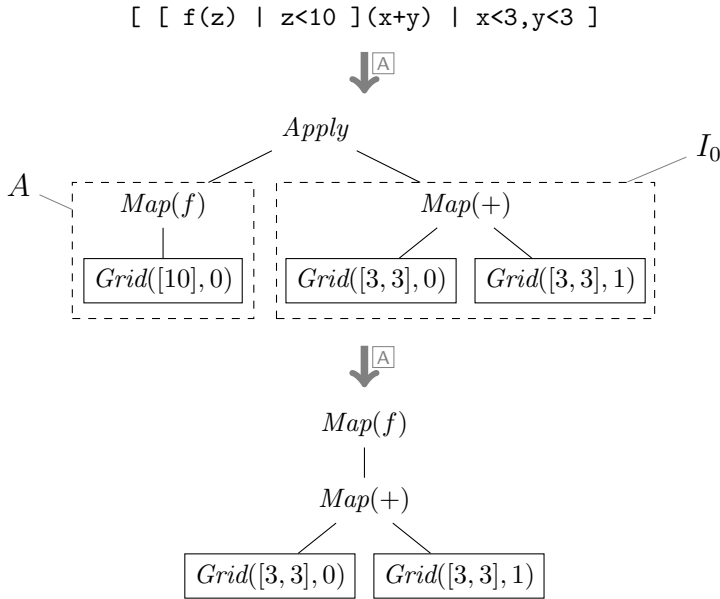 [ [ f(z) | z<10 ](x+y) | x<3,y<3 ]
A
Apply
I₀
A
Map(f)
Map(+)
Grid([10], 0)
Grid([3, 3], 0)
Grid([3, 3], 1)
A
Map(f)
Map(+)
Grid([3, 3], 0)
Grid([3, 3], 1)